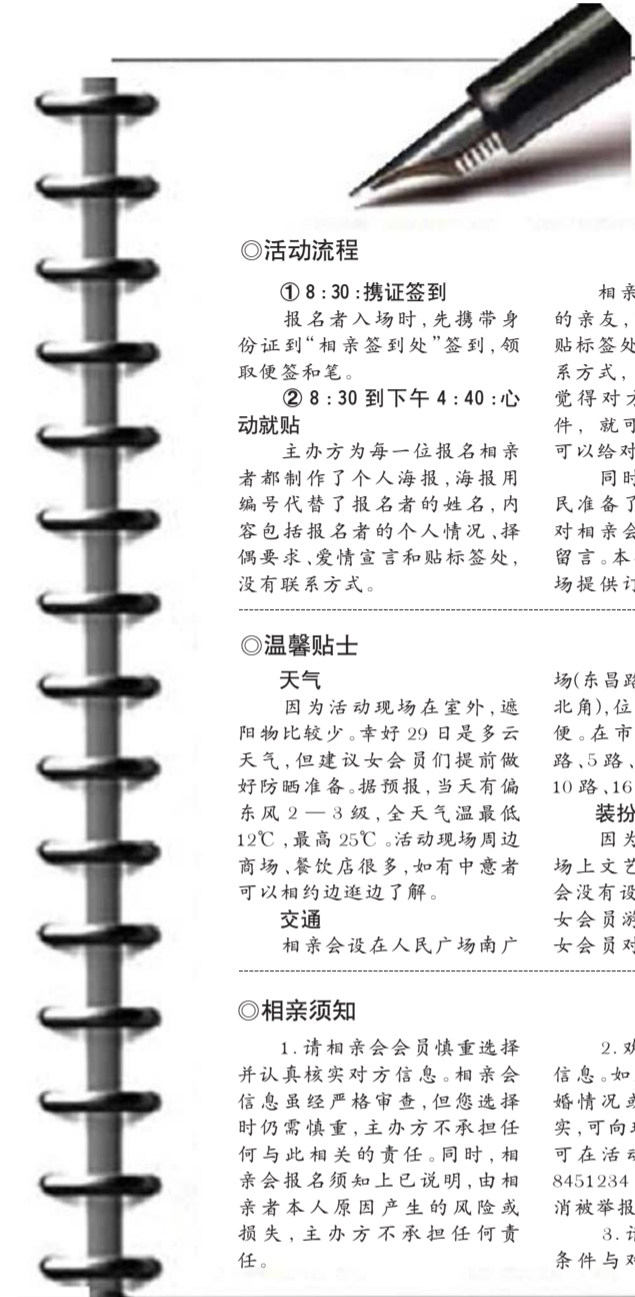 ◎活动流程
① 8:30:携证签到
报名者入场时,先携带身
份证到“相亲签到处”签到,领
取便签和笔。
② 8:30 到下午 4:40:心
动就贴
主办方为每一位报名相亲
者都制作了个人海报,海报用
编号代替了报名者的姓名,内
容包括报名者的个人情况、择
偶要求、爱情宣言和贴标签处,
没有联系方式。
相亲
的亲友,
贴标签处
系方式,
觉得对方
件, 就可
可以给对
同时
民准备了
对相亲会
留言。本
场提供订
◎温馨贴士
天气
因为活动现场在室外,遮
阳物比较少。幸好 29 日是多云
天气,但建议女会员们提前做
好防晒准备。据预报,当天有偏
东风 2 — 3 级,全天气温最低
12℃,最高 25℃。活动现场周边
商场、餐饮店很多,如有中意者
可以相约边逛边了解。
交通
相亲会设在人民广场南广
场(东昌路
北角),位
便。在市
路、5 路、
10 路、16
装扮
因为
场上文艺
会没有设
女会员游
女会员对
◎相亲须知
1.请相亲会会员慎重选择
并认真核实对方信息。相亲会
信息虽经严格审查,但您选择
时仍需慎重,主办方不承担任
何与此相关的责任。同时,相
亲会报名须知上已说明,由相
亲者本人原因产生的风险或
损失,主办方不承担任何责
任。
2.欢
信息。如
婚情况或
实,可向现
可在活动
8451234
消被举报
3.请
条件与对